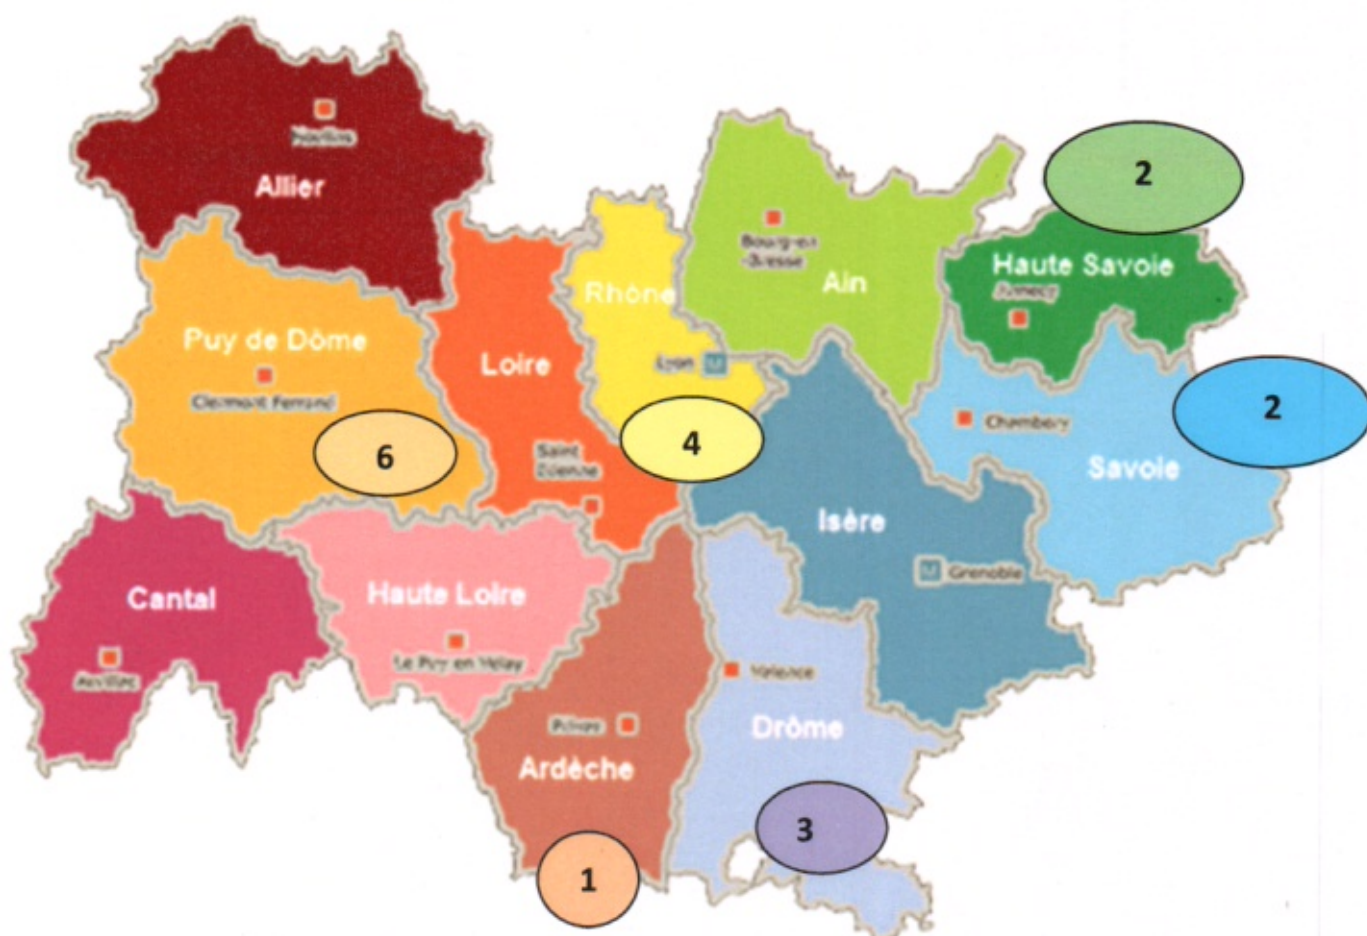 Moulins
Allier
2
Bourg-en
-Bresse
Haute Savoie
Ain
Rhône
Annecy
Puy de Dôme
Loire
Lyon M
Clermont Ferrand
2
Chambery
6
4
Saint
Etienne
Savoie
Isère
M Grenoble
Cantal
Haute Loire
Aurillac
Le Puy en Velay
Valence
Privas
Drôme
Ardèche
3
1